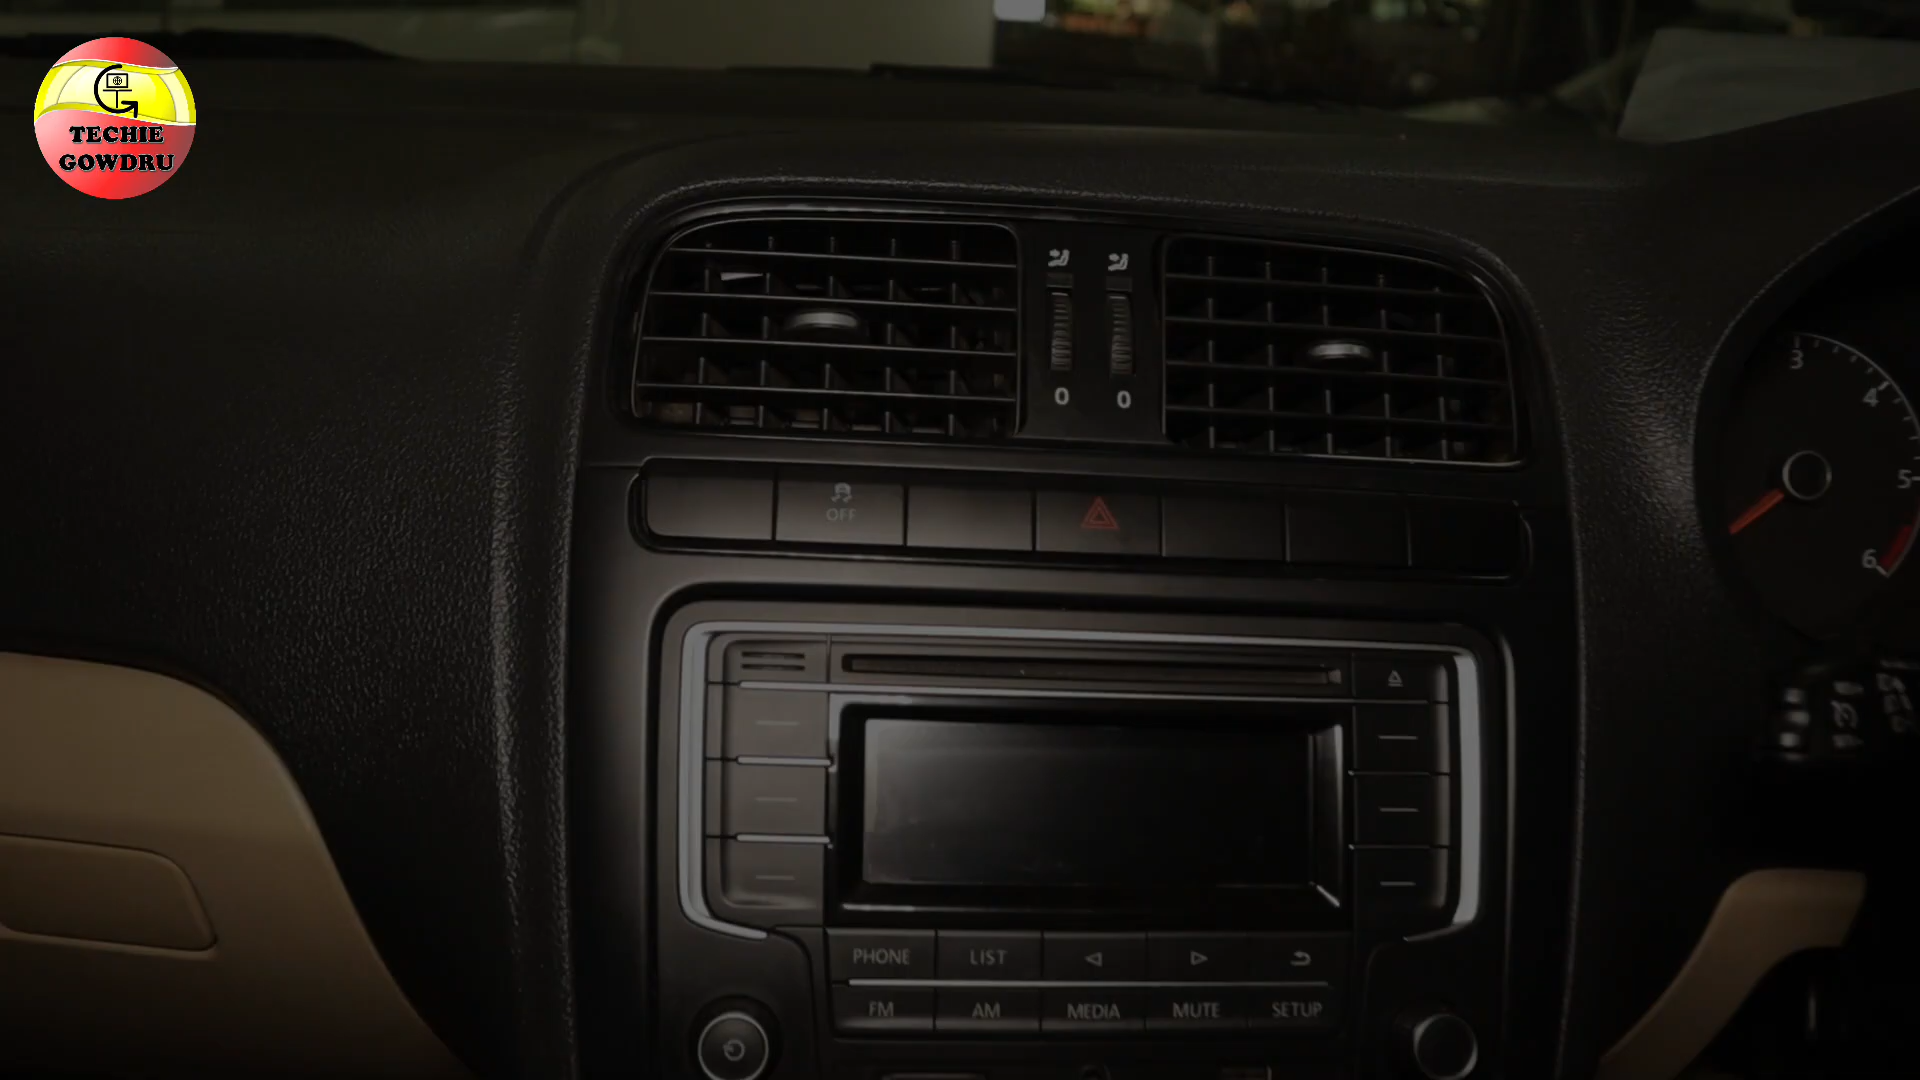 TECHIE
GOWDRU
0 0
OFF
3
4
5
6
PHONE LIST
FM AM MEDIA MUTE SETUP